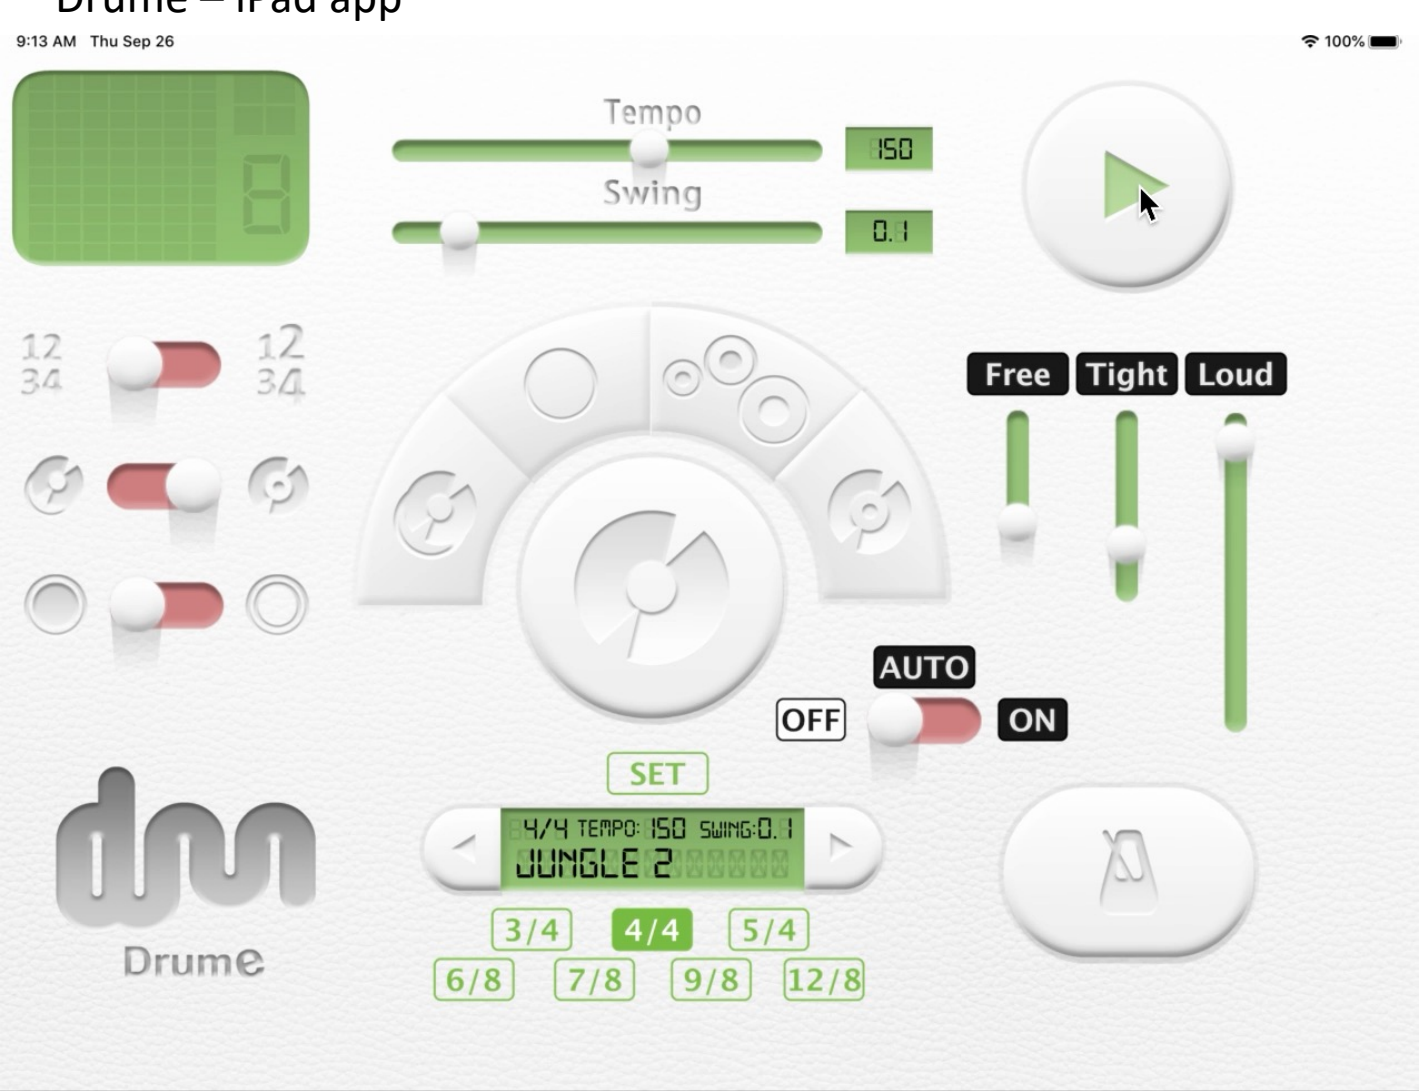 Drume – iPad app
9:13 AM Thu Sep 26
100%
Tempo
150
Swing
0.1
8
12
34
12
34
Free Tight Loud
AUTO
OFF ON
SET
4/4 TEMPO:150 SWING:0.1
JUNGLE 2
3/4 4/4 5/4
6/8 7/8 9/8 12/8
dm
Drume